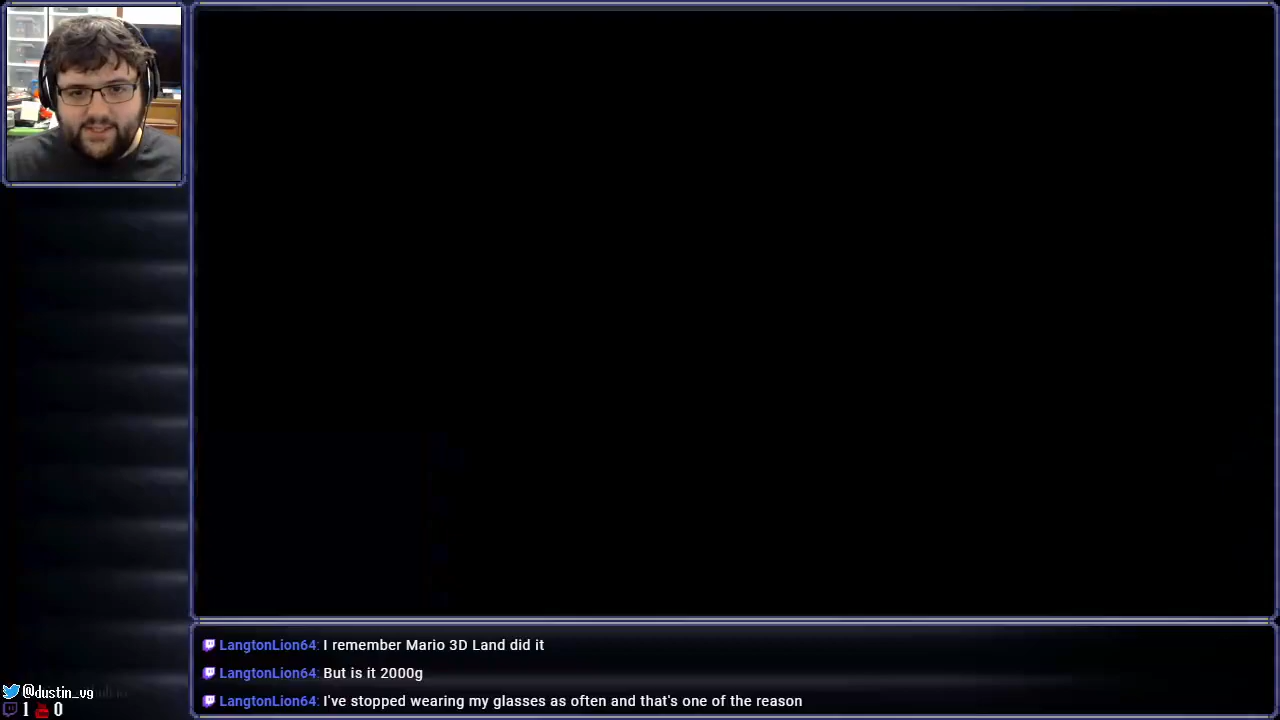 LangtonLion64: I remember Mario 3D Land did it
LangtonLion64: But is it 2000g
LangtonLion64: I've stopped wearing my glasses as often and that's one of the reason
@dustin_vg
1 0